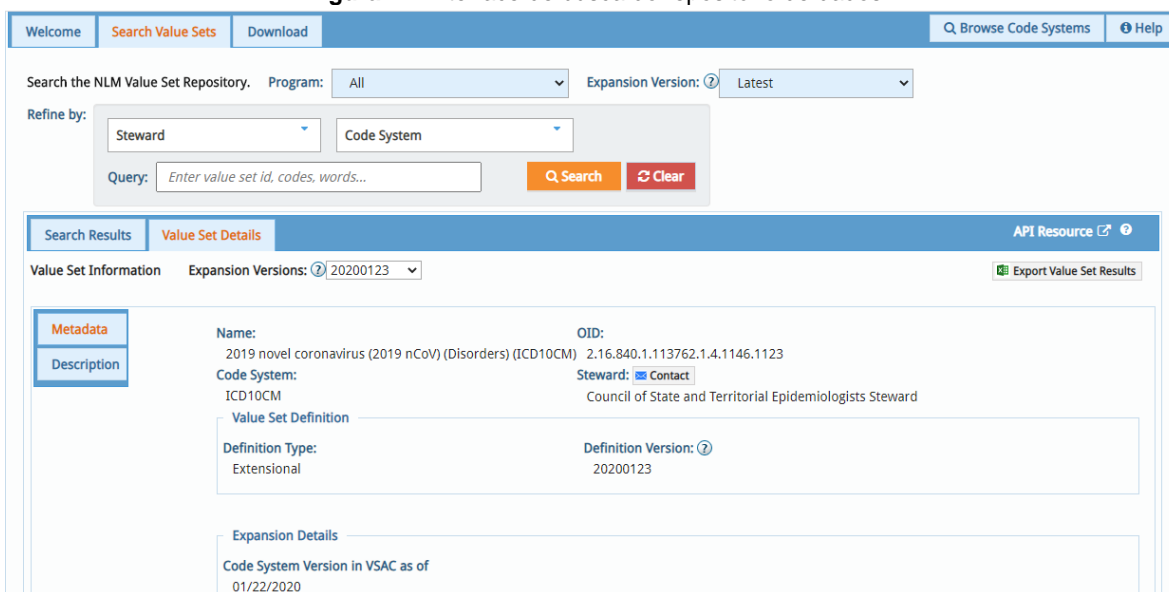 Welcome Search Value Sets Download Browse Code Systems Help
Search the NLM Value Set Repository. Program: All Expansion Version: ? Latest
Refine by:
Steward Code System
Query: Enter value set id, codes, words... Search Clear
Search Results Value Set Details API Resource ?
Value Set Information Expansion Versions: ? 20200123 Export Value Set Results
Metadata
Description
Name: OID:
2019 novel coronavirus (2019 nCoV) (Disorders) (ICD10CM) 2.16.840.1.113762.1.4.1146.1123
Code System: Steward: Contact
ICD10CM Council of State and Territorial Epidemiologists Steward
Value Set Definition
Definition Type: Definition Version: ?
Extensional 20200123
Expansion Details
Code System Version in VSAC as of
01/22/2020